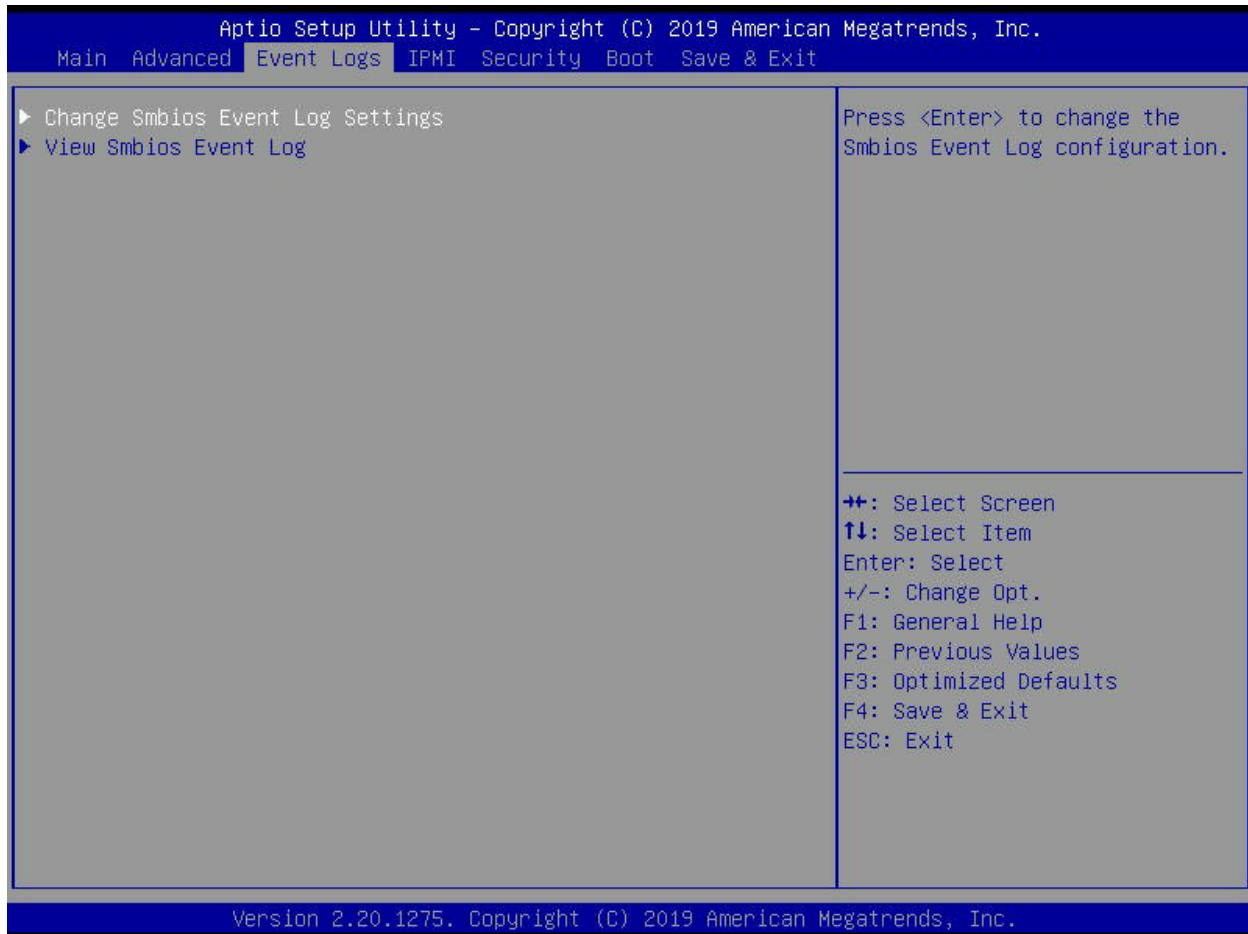 Aptio Setup Utility – Copyright (C) 2019 American Megatrends, Inc.
Main Advanced Event Logs IPMI Security Boot Save & Exit
▶ Change Smbios Event Log Settings
▶ View Smbios Event Log
Press <Enter> to change the
Smbios Event Log configuration.
→←: Select Screen
↑↓: Select Item
Enter: Select
+/-: Change Opt.
F1: General Help
F2: Previous Values
F3: Optimized Defaults
F4: Save & Exit
ESC: Exit
Version 2.20.1275. Copyright (C) 2019 American Megatrends, Inc.